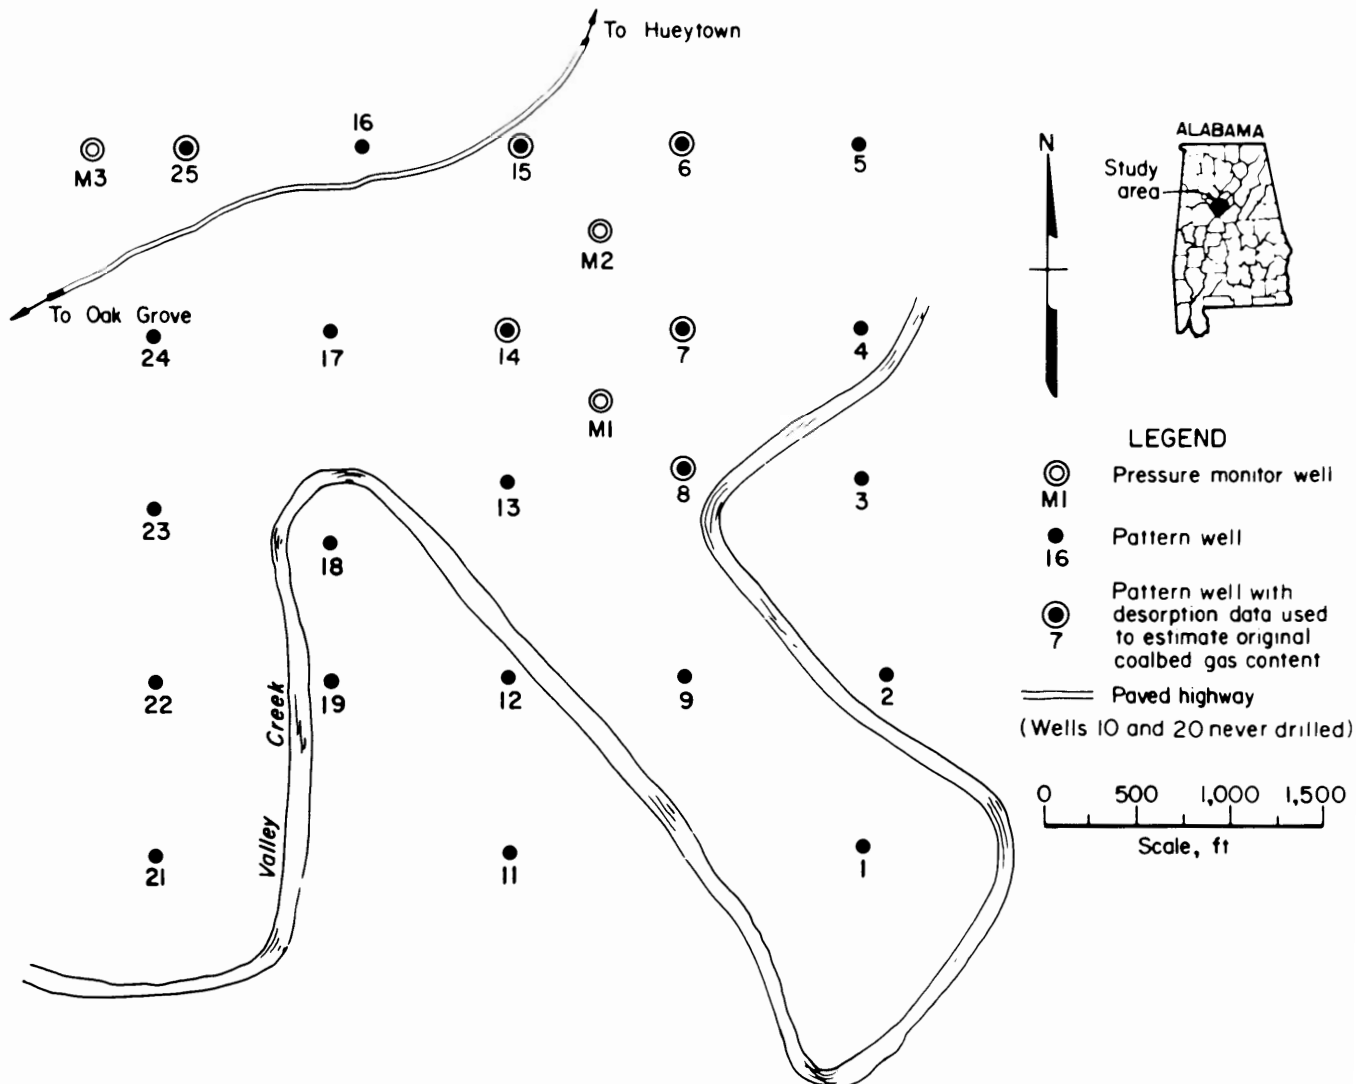 To Hueytown
16
M3
25
15
6
5
M2
To Oak Grove
24
17
14
7
4
M1
23
13
8
3
18
22
19
12
9
2
Valley Creek
21
11
1
N
ALABAMA
Study
area
LEGEND
Pressure monitor well
M1
Pattern well
16
Pattern well with
desorption data used
to estimate original
coalbed gas content
7
Paved highway
(Wells 10 and 20 never drilled)
0 500 1,000 1,500
Scale, ft